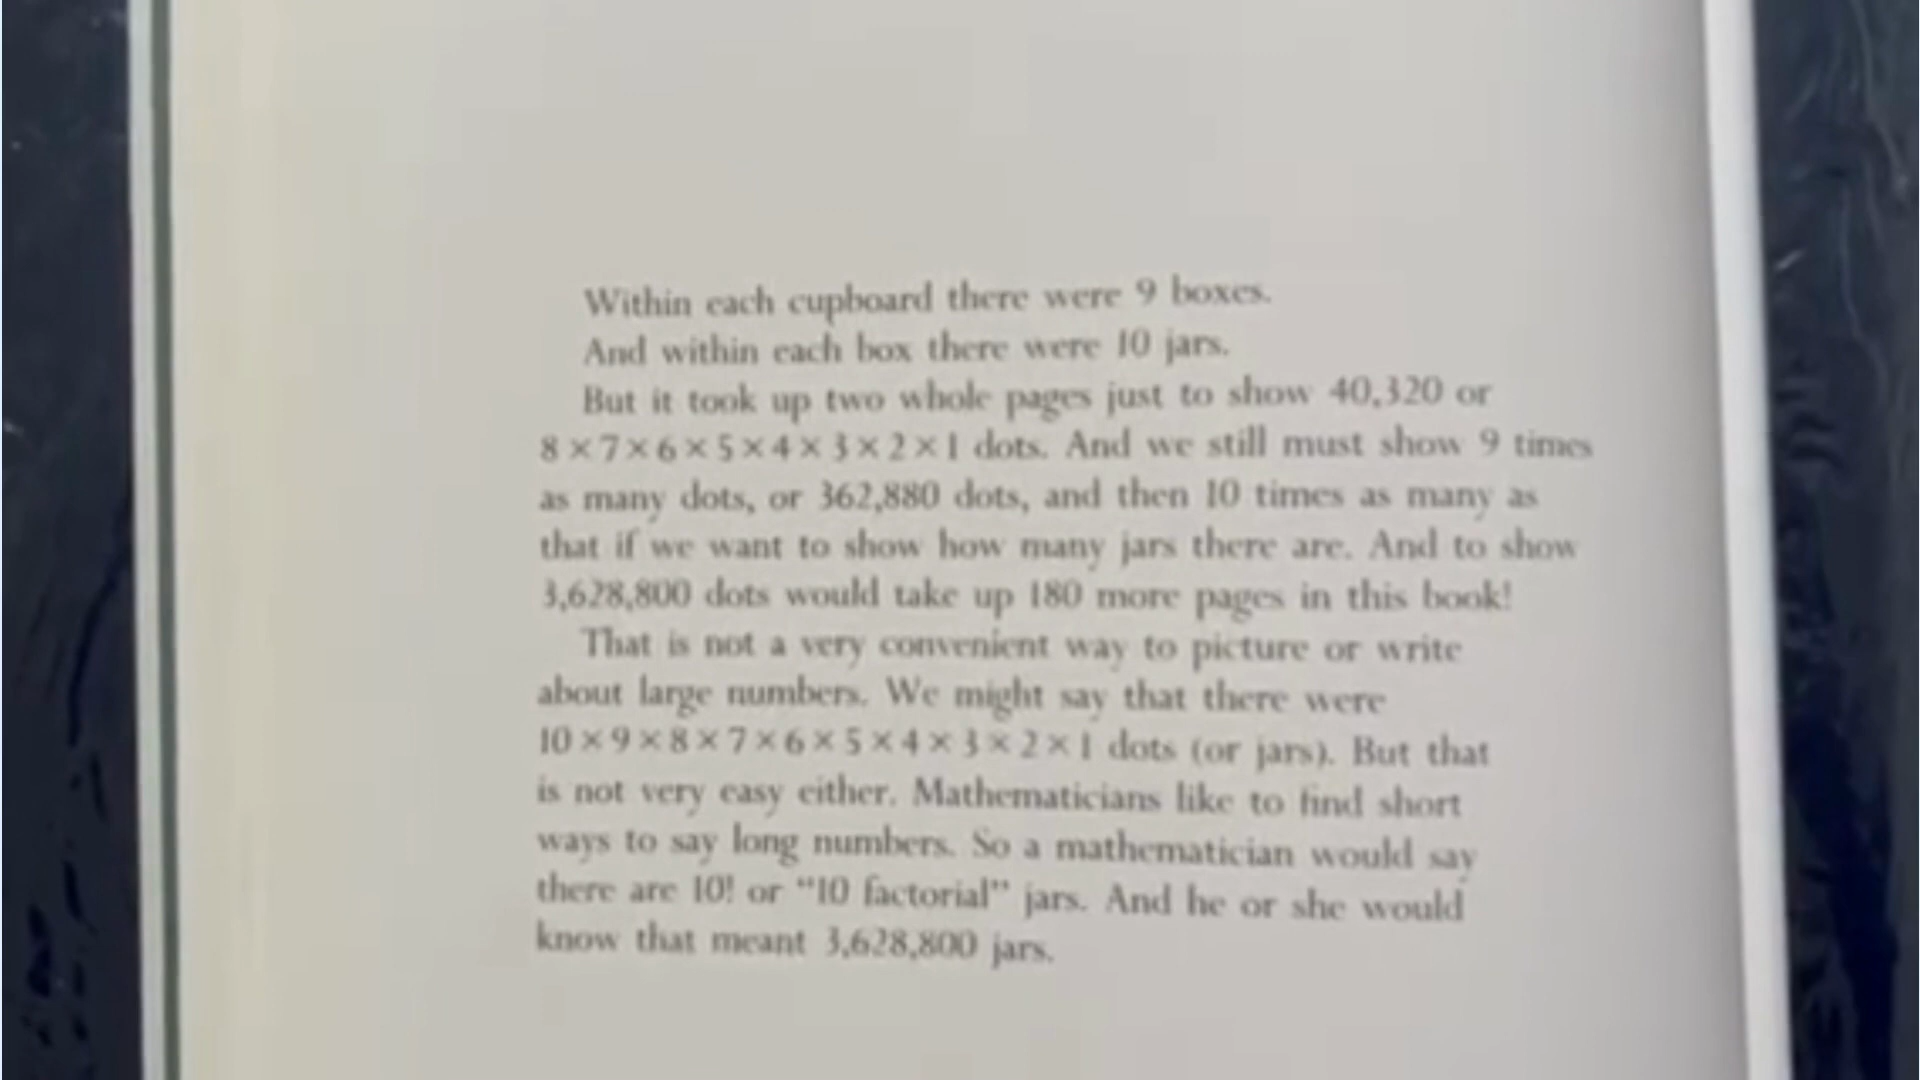 Within each cupboard there were 9 boxes.
And within each box there were 10 jars.
But it took up two whole pages just to show 40,320 or
8×7×6×5×4×3×2×1 dots. And we still must show 9 times
as many dots, or 362,880 dots, and then 10 times as many as
that if we want to show how many jars there are. And to show
3,628,800 dots would take up 180 more pages in this book!
That is not a very convenient way to picture or write
about large numbers. We might say that there were
10×9×8×7×6×5×4×3×2×1 dots (or jars). But that
is not very easy either. Mathematicians like to find short
ways to say long numbers. So a mathematician would say
there are 10! or “10 factorial” jars. And he or she would
know that meant 3,628,800 jars.